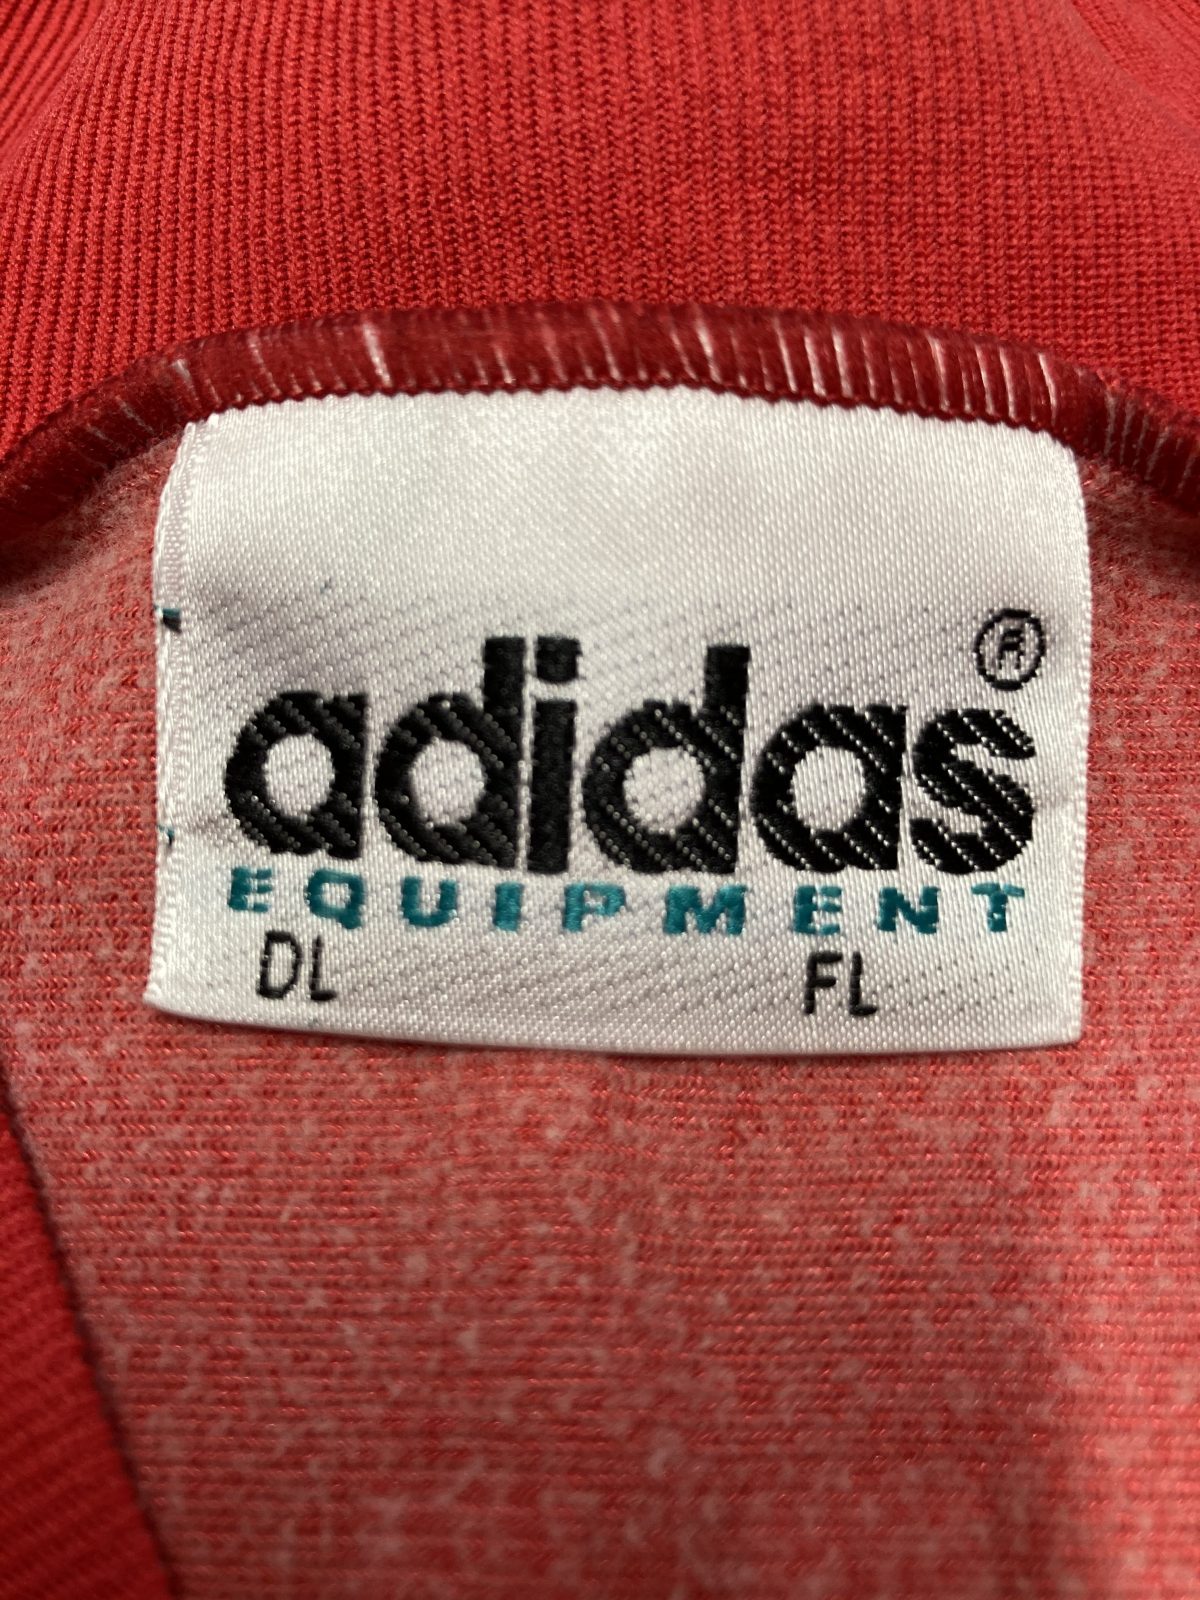 adidas ®
EQUIPMENT
DL FL